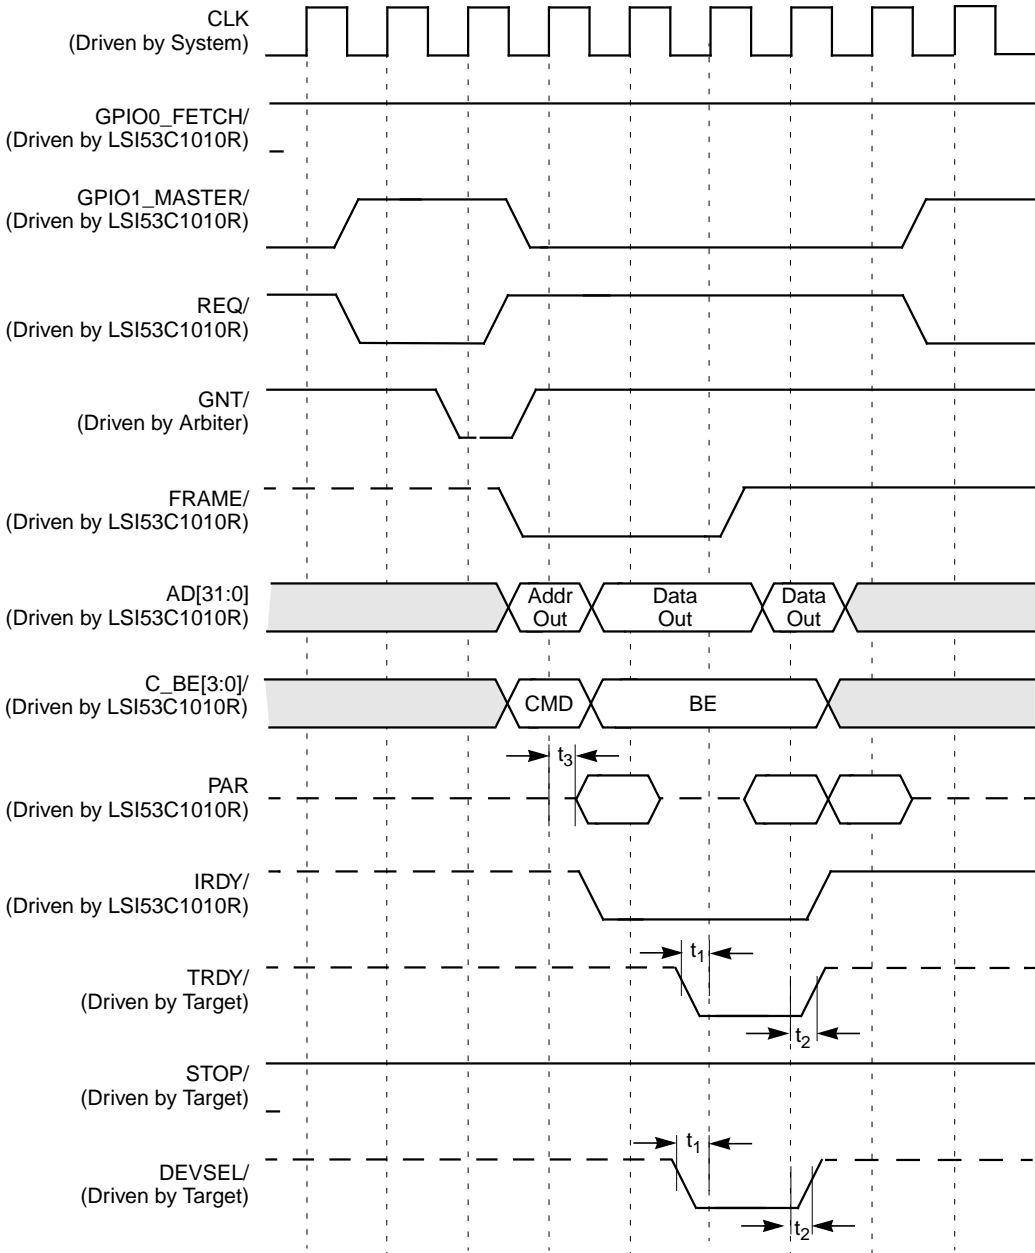 CLK
(Driven by System)
GPIO0_FETCH/
(Driven by LSI53C1010R)
GPIO1_MASTER/
(Driven by LSI53C1010R)
REQ/
(Driven by LSI53C1010R)
GNT/
(Driven by Arbiter)
FRAME/
(Driven by LSI53C1010R)
AD[31:0]
(Driven by LSI53C1010R)
Addr
Out
Data
Out
Data
Out
C_BE[3:0]/
(Driven by LSI53C1010R)
CMD
BE
t3
PAR
(Driven by LSI53C1010R)
IRDY/
(Driven by LSI53C1010R)
t1
TRDY/
(Driven by Target)
t2
STOP/
(Driven by Target)
t1
DEVSEL/
(Driven by Target)
t2